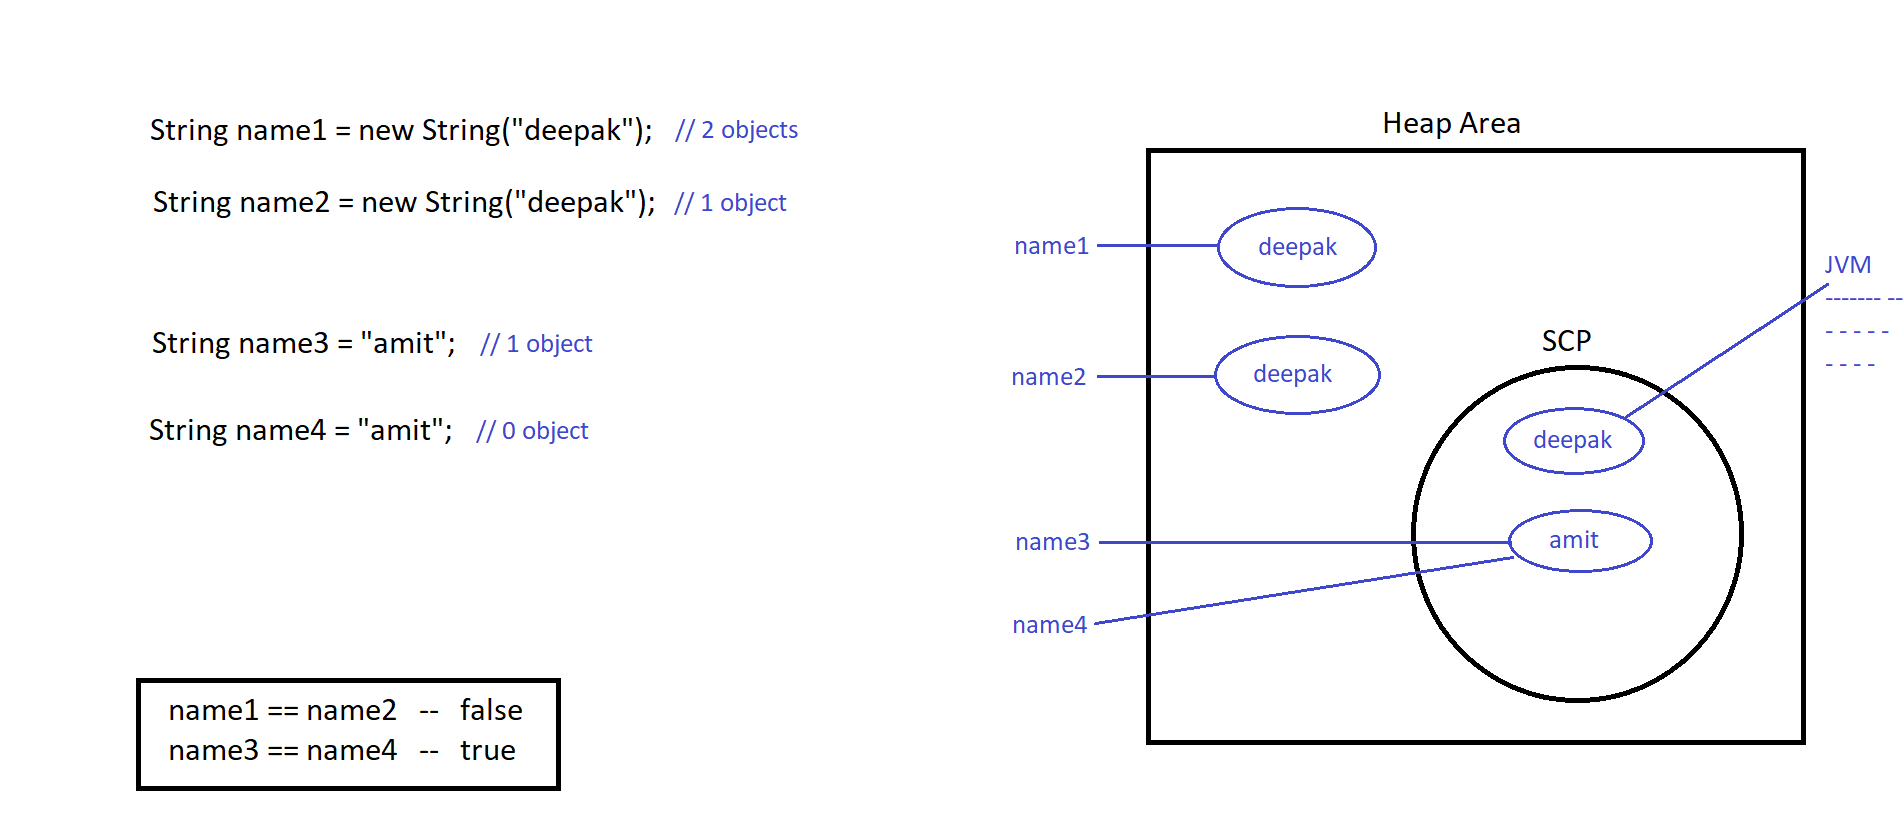 String name1 = new String("deepak"); // 2 objects
String name2 = new String("deepak"); // 1 object
String name3 = "amit"; // 1 object
String name4 = "amit"; // 0 object
name1 == name2 -- false
name3 == name4 -- true
Heap Area
name1
deepak
JVM
------- --
- - - - -
- - - -
name2
deepak
SCP
deepak
name3
amit
name4